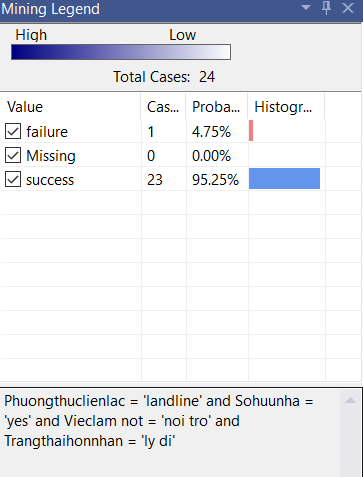 Mining Legend
High Low
Total Cases: 24
Value Cas... Proba... Histogr...
failure 1 4.75%
Missing 0 0.00%
success 23 95.25%
Phuongthuclienlac = 'landline' and Sohuunha =
'yes' and Vieclam not = 'noi tro' and
Trangthaihonnhan = 'ly di'